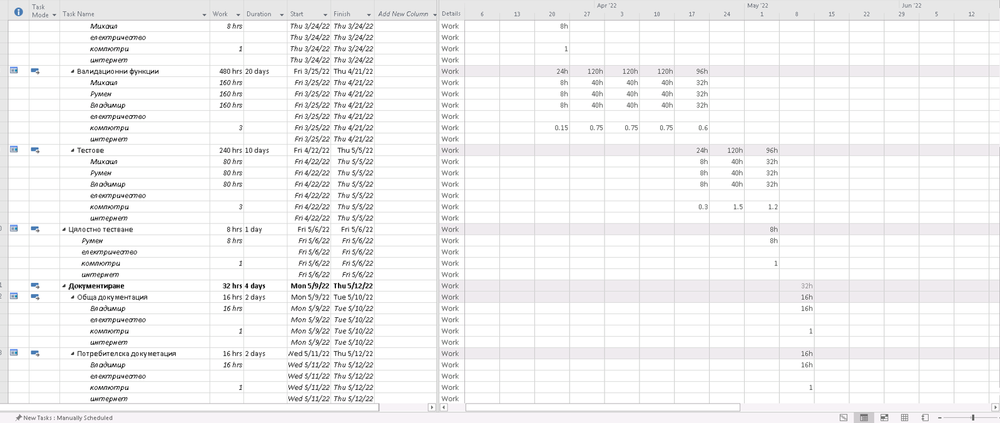 Apr '22 May '22 Jun '22
Task Mode Task Name Work Duration Start Finish Add New Column Details 6 13 20 27 3 10 17 24 1 8 15 22 29 5 12
Михаил 8 hrs Thu 3/24/22 Thu 3/24/22 Work 8h
електричество Thu 3/24/22 Thu 3/24/22 Work
компютри 1 Thu 3/24/22 Thu 3/24/22 Work 1
интернет Thu 3/24/22 Thu 3/24/22 Work
Валидационни функции 480 hrs 20 days Fri 3/25/22 Thu 4/21/22 Work 24h 120h 120h 120h 96h
Михаил 160 hrs Fri 3/25/22 Thu 4/21/22 Work 8h 40h 40h 40h 32h
Румен 160 hrs Fri 3/25/22 Thu 4/21/22 Work 8h 40h 40h 40h 32h
Владимир 160 hrs Fri 3/25/22 Thu 4/21/22 Work 8h 40h 40h 40h 32h
електричество Fri 3/25/22 Thu 4/21/22 Work
компютри 3 Fri 3/25/22 Thu 4/21/22 Work 0.15 0.75 0.75 0.75 0.6
интернет Fri 3/25/22 Thu 4/21/22 Work
Тестове 240 hrs 10 days Fri 4/22/22 Thu 5/5/22 Work 24h 120h 96h
Михаил 80 hrs Fri 4/22/22 Thu 5/5/22 Work 8h 40h 32h
Румен 80 hrs Fri 4/22/22 Thu 5/5/22 Work 8h 40h 32h
Владимир 80 hrs Fri 4/22/22 Thu 5/5/22 Work 8h 40h 32h
електричество Fri 4/22/22 Thu 5/5/22 Work
компютри 3 Fri 4/22/22 Thu 5/5/22 Work 0.3 1.5 1.2
интернет Fri 4/22/22 Thu 5/5/22 Work
Цялостно тестване 8 hrs 1 day Fri 5/6/22 Fri 5/6/22 Work 8h
Румен 8 hrs Fri 5/6/22 Fri 5/6/22 Work 8h
електричество Fri 5/6/22 Fri 5/6/22 Work
компютри 1 Fri 5/6/22 Fri 5/6/22 Work 1
интернет Fri 5/6/22 Fri 5/6/22 Work
Документиране 32 hrs 4 days Mon 5/9/22 Thu 5/12/22 Work 32h
Обща документация 16 hrs 2 days Mon 5/9/22 Tue 5/10/22 Work 16h
Владимир 16 hrs Mon 5/9/22 Tue 5/10/22 Work 16h
електричество Mon 5/9/22 Tue 5/10/22 Work
компютри 1 Mon 5/9/22 Tue 5/10/22 Work 1
интернет Mon 5/9/22 Tue 5/10/22 Work
Потребителска докуметация 16 hrs 2 days Wed 5/11/22 Thu 5/12/22 Work 16h
Владимир 16 hrs Wed 5/11/22 Thu 5/12/22 Work 16h
електричество Wed 5/11/22 Thu 5/12/22 Work
компютри 1 Wed 5/11/22 Thu 5/12/22 Work 1
интернет Wed 5/11/22 Thu 5/12/22 Work
New Tasks : Manually Scheduled